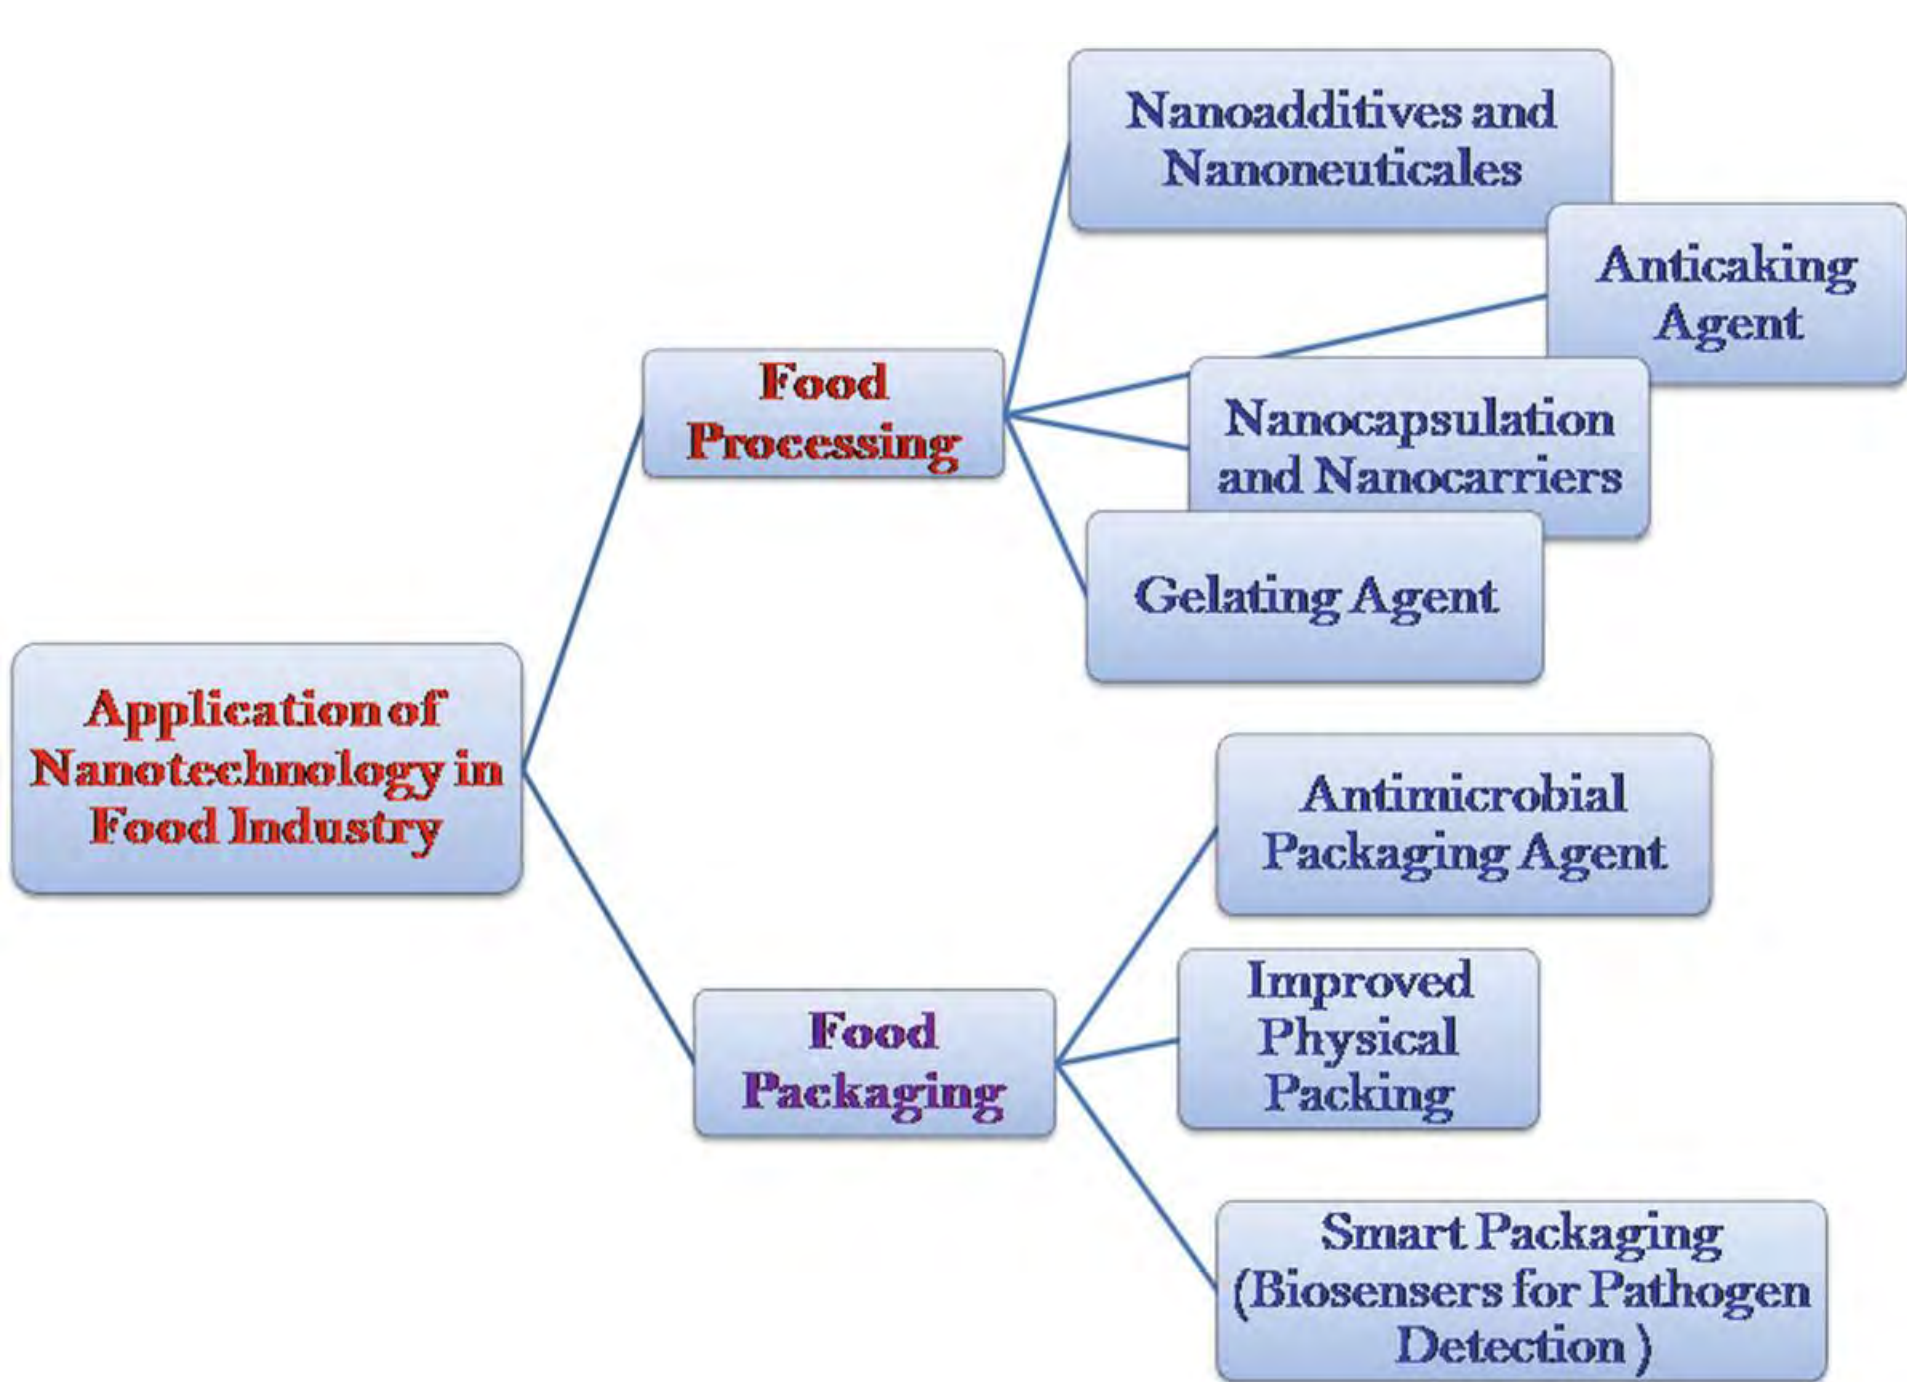 Application of
Nanotechnology in
Food Industry
Food
Processing
Nanoadditives and
Nanoneuticales
Anticaking
Agent
Nanocapsulation
and Nanocarriers
Gelating Agent
Food
Packaging
Antimicrobial
Packaging Agent
Improved
Physical
Packing
Smart Packaging
(Biosensers for Pathogen
Detection )